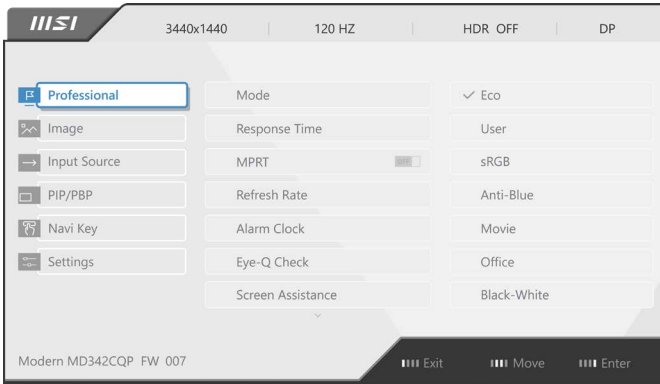 msi
3440x1440 120 HZ HDR OFF DP
Professional Mode Eco
Image Response Time User
Input Source MPRT OFF sRGB
PIP/PBP Refresh Rate Anti-Blue
Navi Key Alarm Clock Movie
Settings Eye-Q Check Office
Screen Assistance Black-White
Modern MD342CQP FW 007 Exit Move Enter